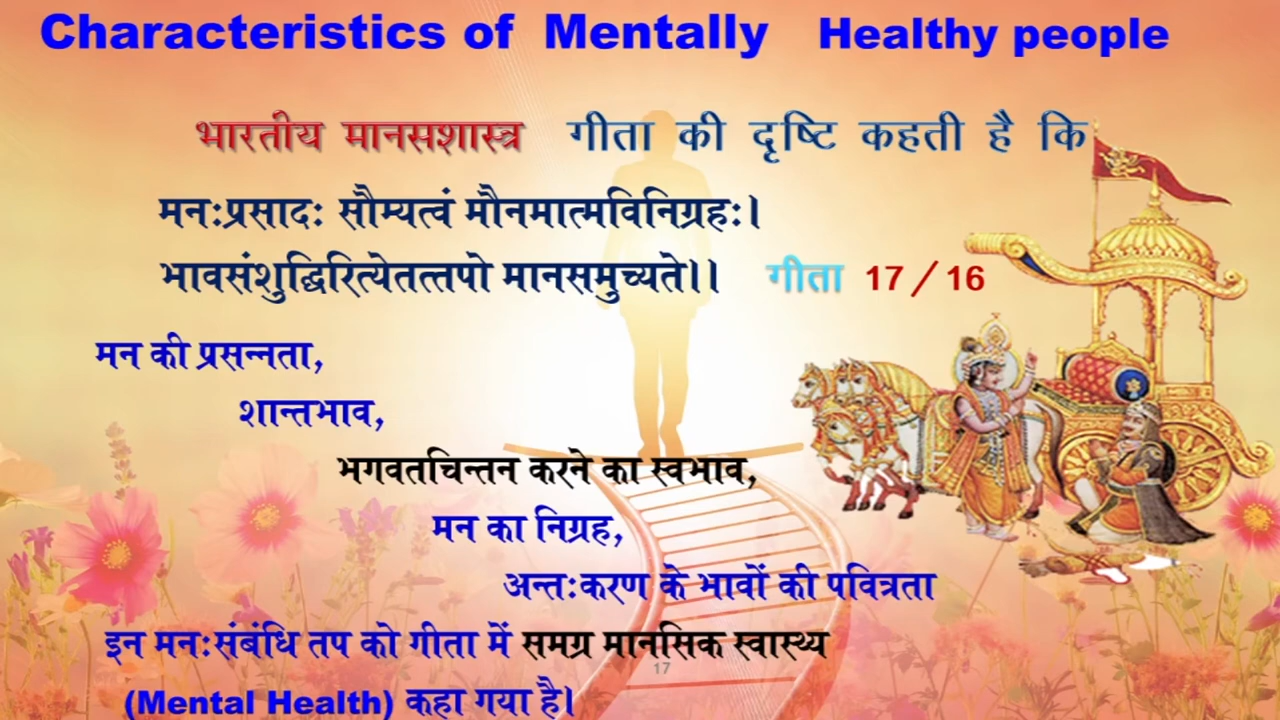 Characteristics of Mentally Healthy people
भारतीय मानसशास्त्र गीता की दृष्टि कहती है कि
मनःप्रसादः सौम्यत्वं मौनमात्मविनिग्रहः।
भावसंशुद्धिरित्येतत्तपो मानसमुच्यते।। गीता 17 / 16
मन की प्रसन्नता,
शान्तभाव,
भगवतचिन्तन करने का स्वभाव,
मन का निग्रह,
अन्तःकरण के भावों की पवित्रता
इन मनःसंबंधि तप को गीता में समग्र मानसिक स्वास्थ्य
17
(Mental Health) कहा गया है।